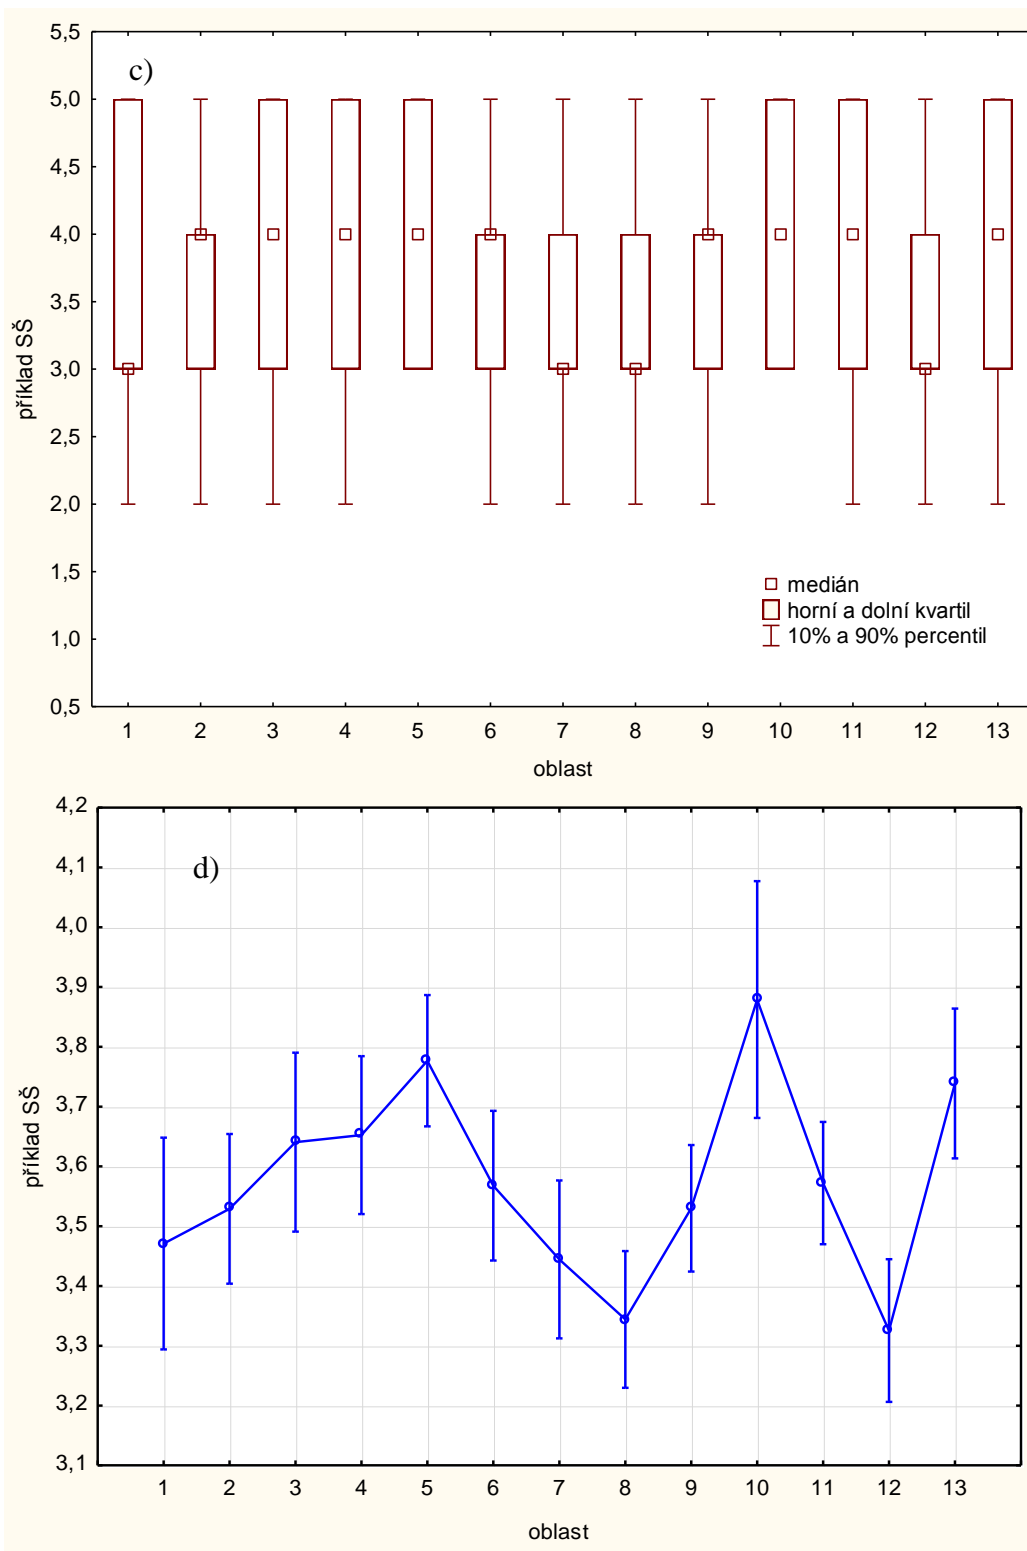 5,5
c)
5,0
4,5
4,0
3,5
3,0
2,5
2,0
1,5
1,0
0,5
příklad SŠ
medián
horní a dolní kvartil
10% a 90% percentil
1 2 3 4 5 6 7 8 9 10 11 12 13
oblast
4,2
d)
4,1
4,0
3,9
3,8
3,7
3,6
3,5
3,4
3,3
3,2
3,1
příklad SŠ
1 2 3 4 5 6 7 8 9 10 11 12 13
oblast